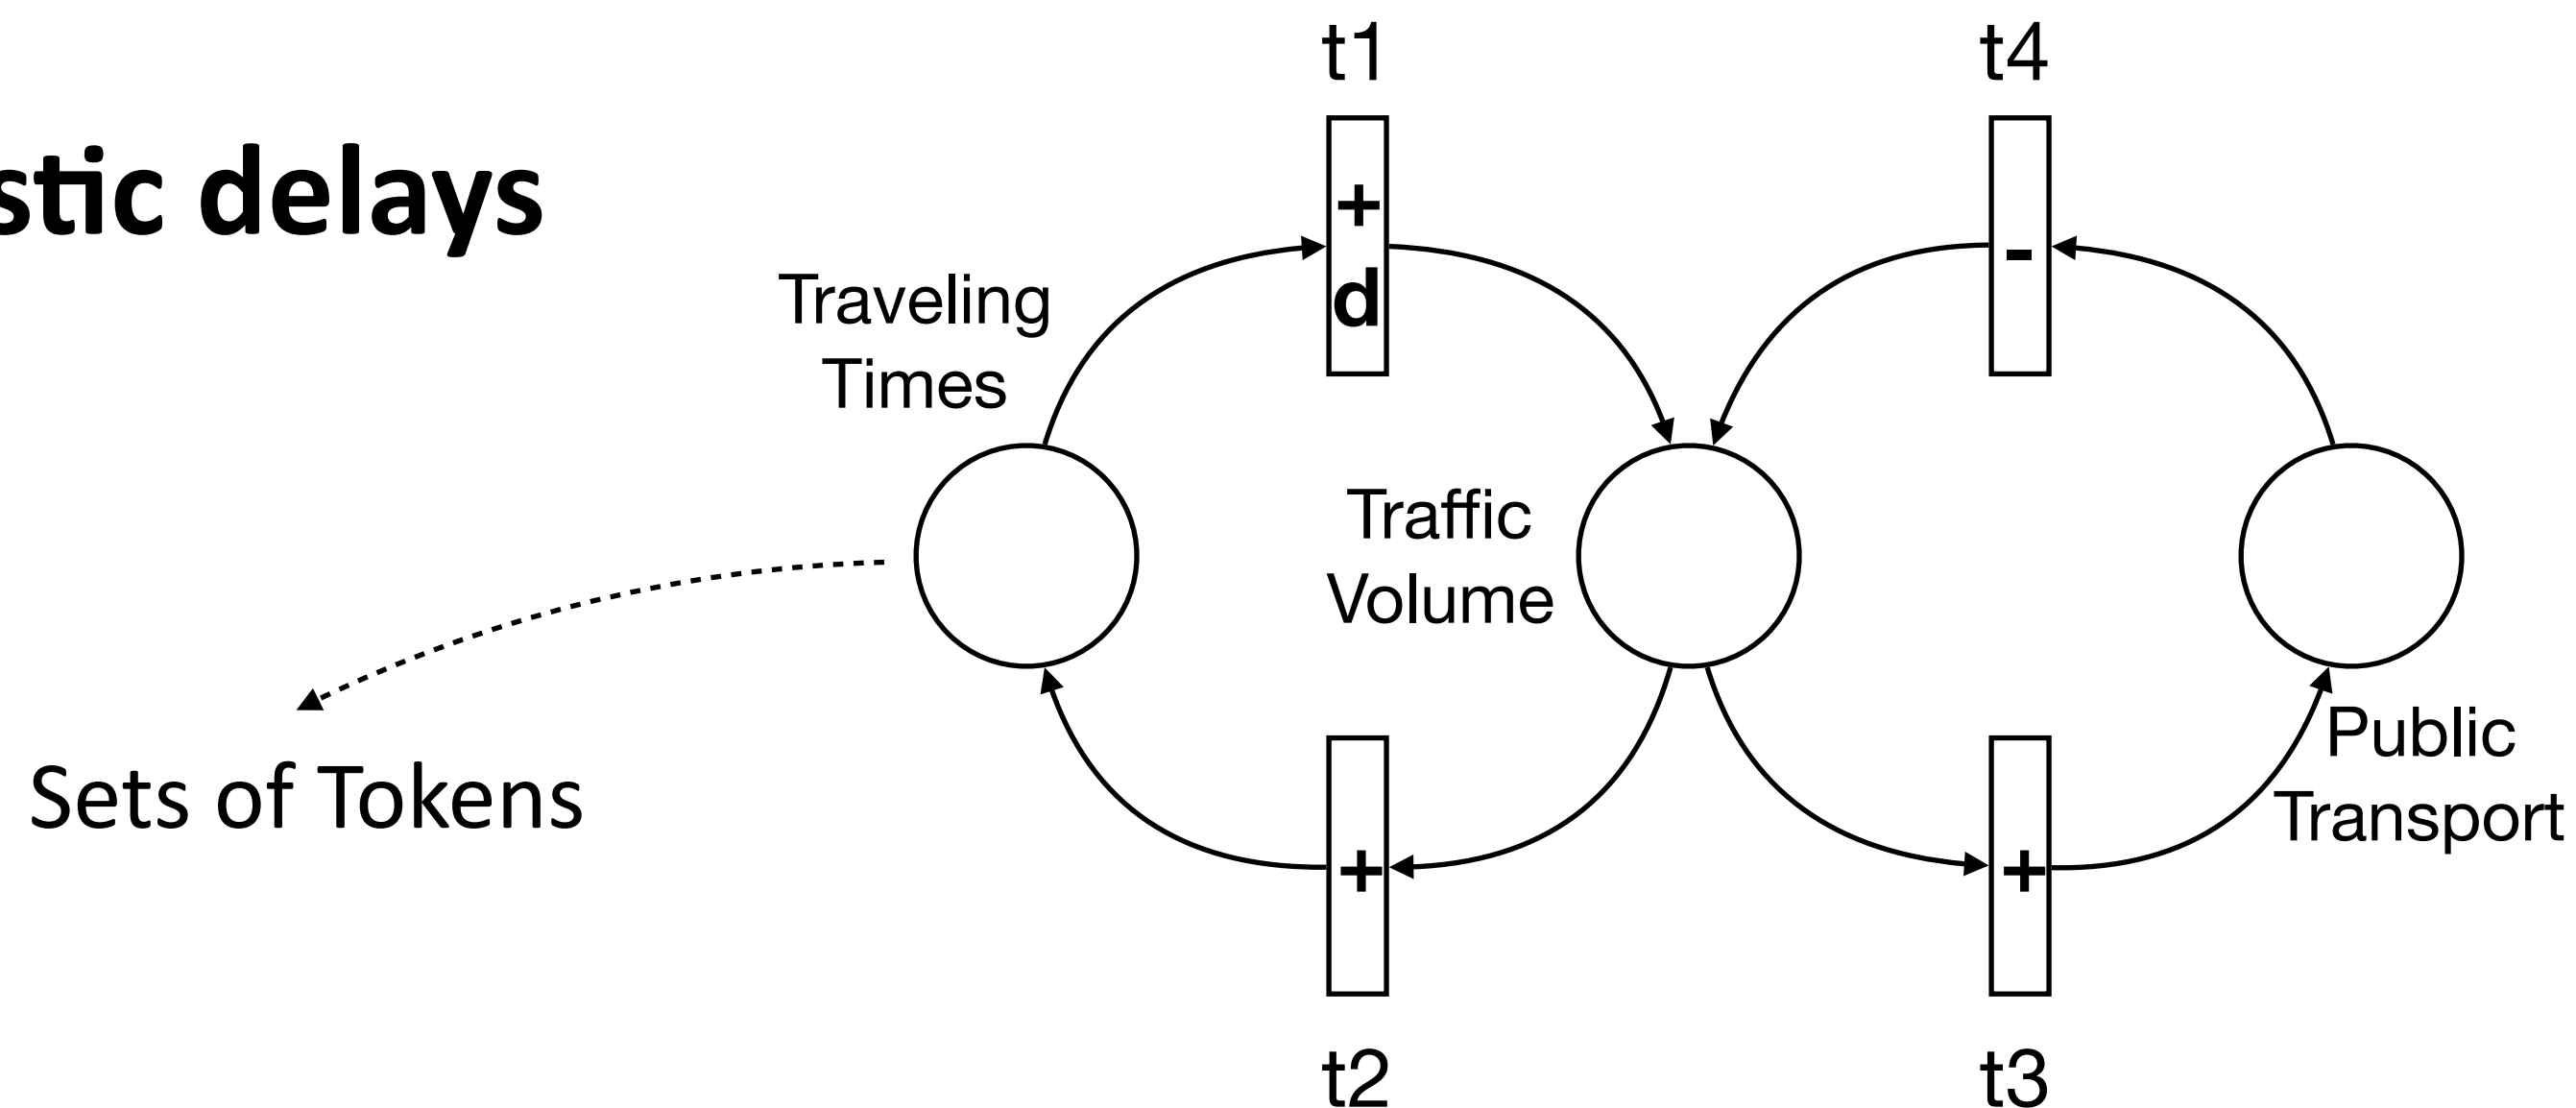 t1
t4
stic delays
+
-
d
Traveling
Times
Traffic
Volume
Public
Transport
Sets of Tokens
+
+
t2
t3